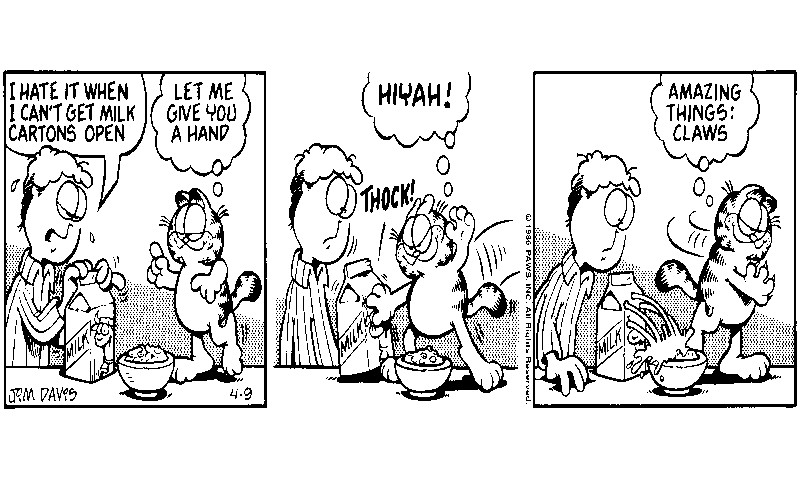 I HATE IT WHEN
I CAN'T GET MILK
CARTONS OPEN
LET ME
GIVE YOU
A HAND
MILK
JIM DAVIS
4-9
HIYAH!
THOCK!
MILK
© 1986 PAWS, INC. All Rights Reserved.
AMAZING
THINGS:
CLAWS
MILK